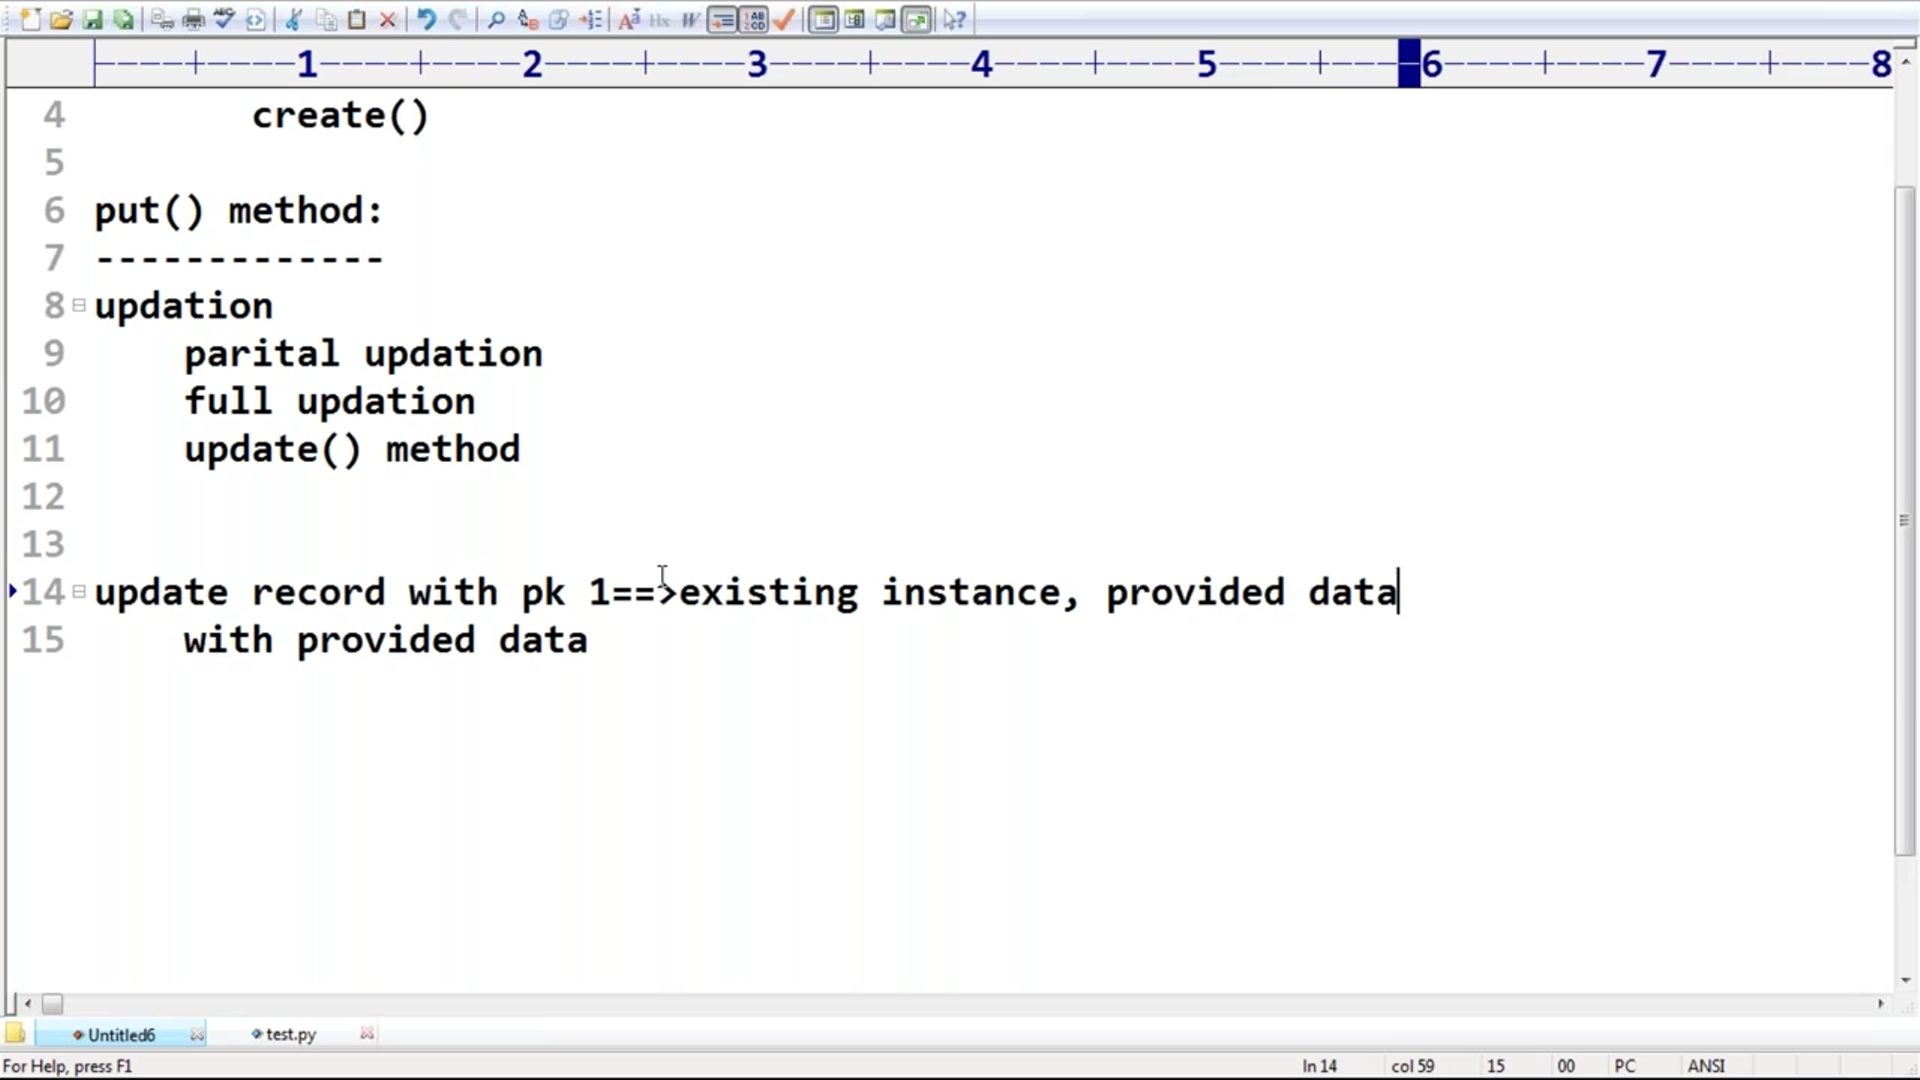 1 2 3 4 5 6 7 8
4 create()
5
6 put() method:
7 -------------
8 updation
9 parital updation
10 full updation
11 update() method
12
13
14 update record with pk 1==>existing instance, provided data
15 with provided data
Untitled6 test.py
For Help, press F1 ln 14 col 59 15 00 PC ANSI